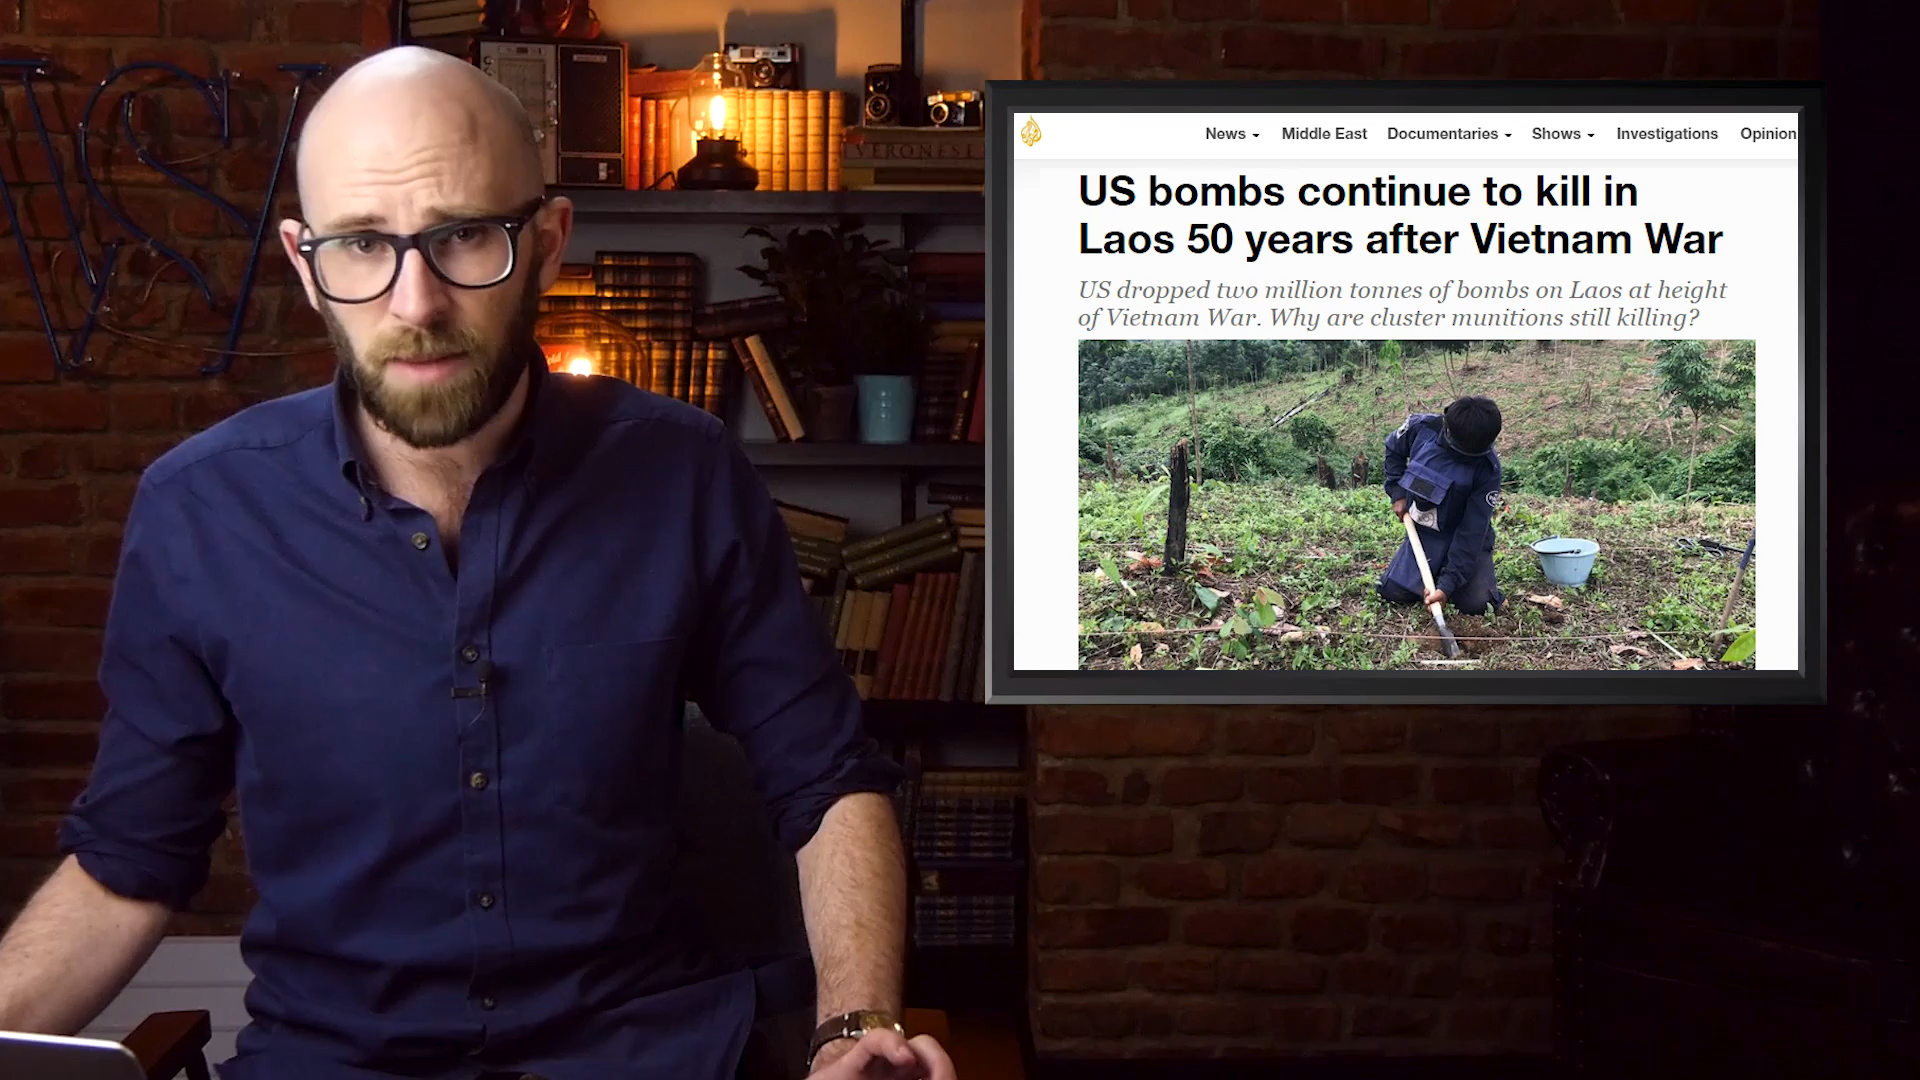 VERONESE
News Middle East Documentaries Shows Investigations Opinion
US bombs continue to kill in
Laos 50 years after Vietnam War
US dropped two million tonnes of bombs on Laos at height
of Vietnam War. Why are cluster munitions still killing?